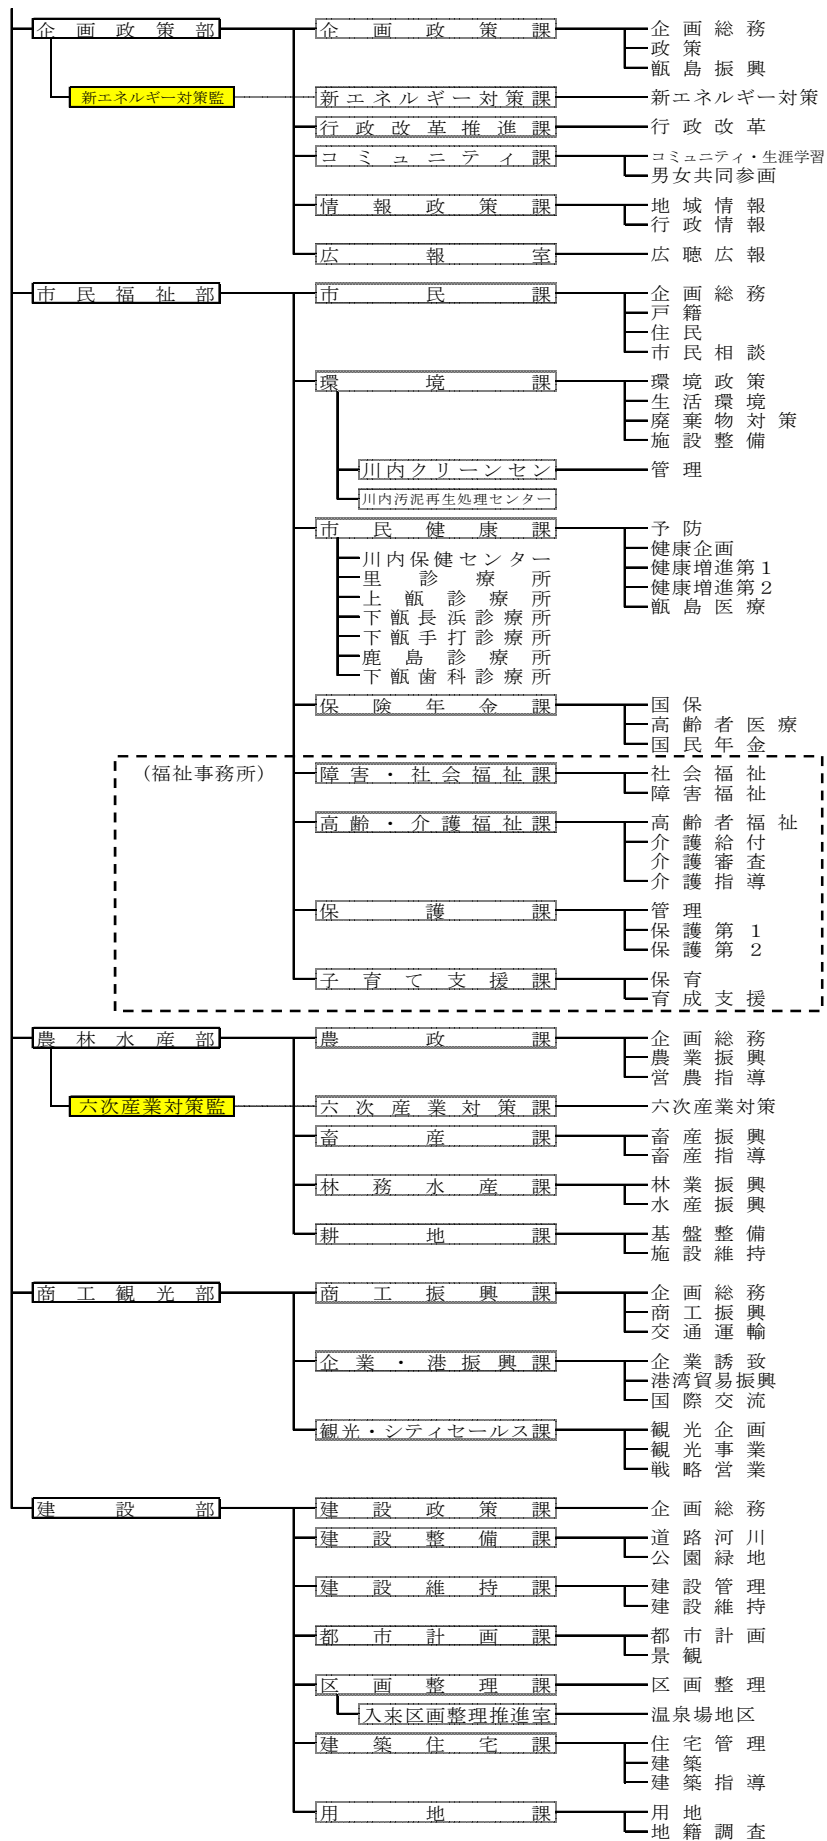 企画政策部 企画政策課 企画総務
政策
甑島振興
新エネルギー対策監 新エネルギー対策課 新エネルギー対策
行政改革推進課 行政改革
コミュニティ課 コミュニティ・生涯学習
男女共同参画
情報政策課 地域情報
行政情報
広報室 広聴広報
市民福祉部 市民課 企画総務
戸籍
住民
市民相談
環境課 環境政策
生活環境
廃棄物対策
施設整備
川内クリーンセン 管理
川内汚泥再生処理センター
市民健康課 予防
健康企画
川内保健センター 健康増進第1
里診療所 健康増進第2
上甑診療所 甑島医療
下甑長浜診療所
下甑手打診療所
鹿島診療所
下甑歯科診療所
保険年金課 国保
高齢者医療
国民年金
(福祉事務所) 障害・社会福祉課 社会福祉
障害福祉
高齢・介護福祉課 高齢者福祉
介護給付
介護審査
介護指導
保護課 管理
保護第1
保護第2
子育て支援課 保育
育成支援
農林水産部 農政課 企画総務
農業振興
営農指導
六次産業対策監 六次産業対策課 六次産業対策
畜産課 畜産振興
畜産指導
林務水産課 林業振興
水産振興
耕地課 基盤整備
施設維持
商工観光部 商工振興課 企画総務
商工振興
交通運輸
企業・港振興課 企業誘致
港湾貿易振興
国際交流
観光・シティセールス課 観光企画
観光事業
戦略営業
建設部 建設政策課 企画総務
建設整備課 道路河川
公園緑地
建設維持課 建設管理
建設維持
都市計画課 都市計画
景観
区画整理課 区画整理
入来区画整理推進室 温泉場地区
建築住宅課 住宅管理
建築
建築指導
用地課 用地
地籍調査